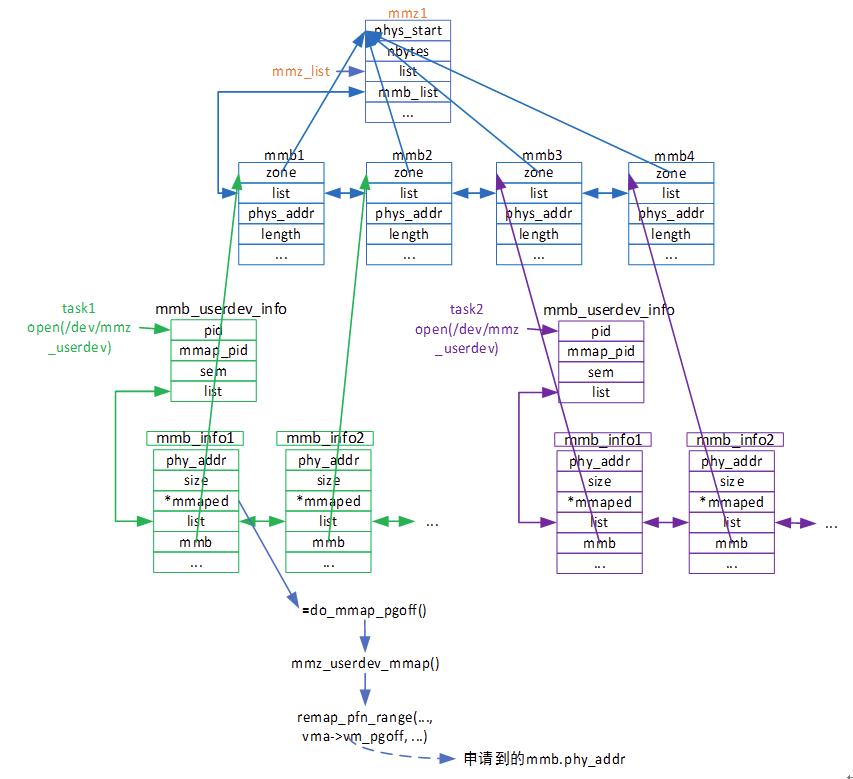 mmz1
phys_start
nbytes
mmz_list
list
mmb_list
...
mmb1
zone
list
phys_addr
length
...
mmb2
zone
list
phys_addr
length
...
mmb3
zone
list
phys_addr
length
...
mmb4
zone
list
phys_addr
length
...
task1
open(/dev/mmz
_userdev)
mmb_userdev_info
pid
mmap_pid
sem
list
task2
open(/dev/mmz
_userdev)
mmb_userdev_info
pid
mmap_pid
sem
list
mmb_info1
phy_addr
size
*mmaped
list
mmb
...
mmb_info2
phy_addr
size
*mmaped
list
mmb
...
...
mmb_info1
phy_addr
size
*mmaped
list
mmb
...
mmb_info2
phy_addr
size
*mmaped
list
mmb
...
...
=do_mmap_pgoff()
mmz_userdev_mmap()
remap_pfn_range(...,
vma->vm_pgoff, ...)
申请到的mmb.phy_addr